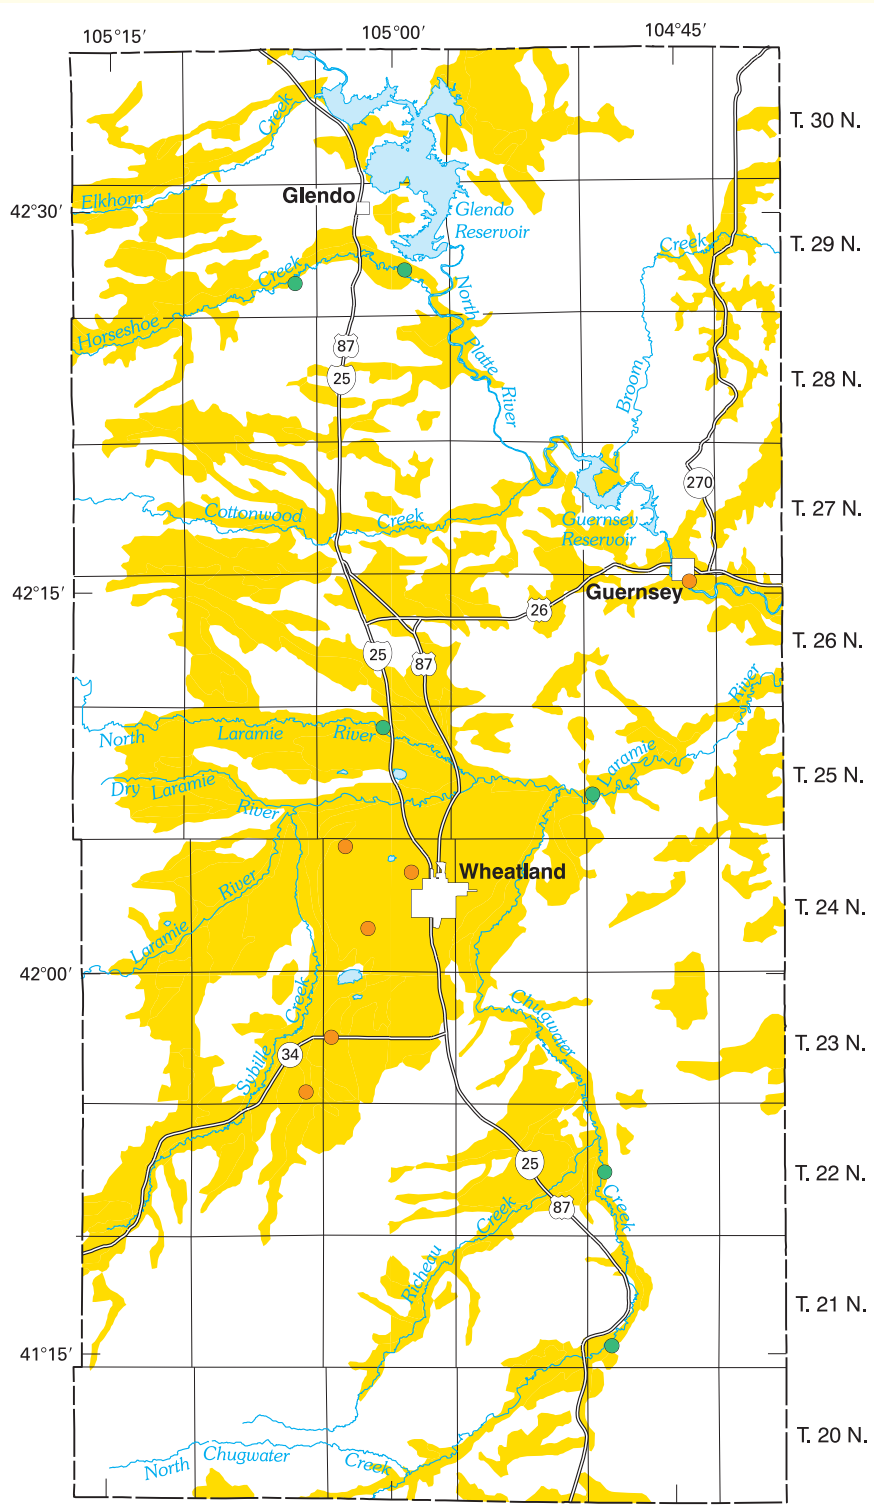 105°15′
105°00′
104°45′
T. 30 N.
Creek
Elkhorn
Glendo
42°30′
Glendo
Reservoir
Creek
T. 29 N.
Creek
Horseshoe
North
Platte
River
87
25
Broom
T. 28 N.
270
Cottonwood
Creek
T. 27 N.
Guernsey
Reservoir
42°15′
Guernsey
26
T. 26 N.
25
87
River
North
Laramie
River
Laramie
Dry
Laramie
River
T. 25 N.
Wheatland
River
Laramie
T. 24 N.
42°00′
Creek
Chugwater
Sybille
34
T. 23 N.
25
T. 22 N.
87
Creek
Creek
Richeau
T. 21 N.
41°15′
North
Chugwater
Creek
T. 20 N.